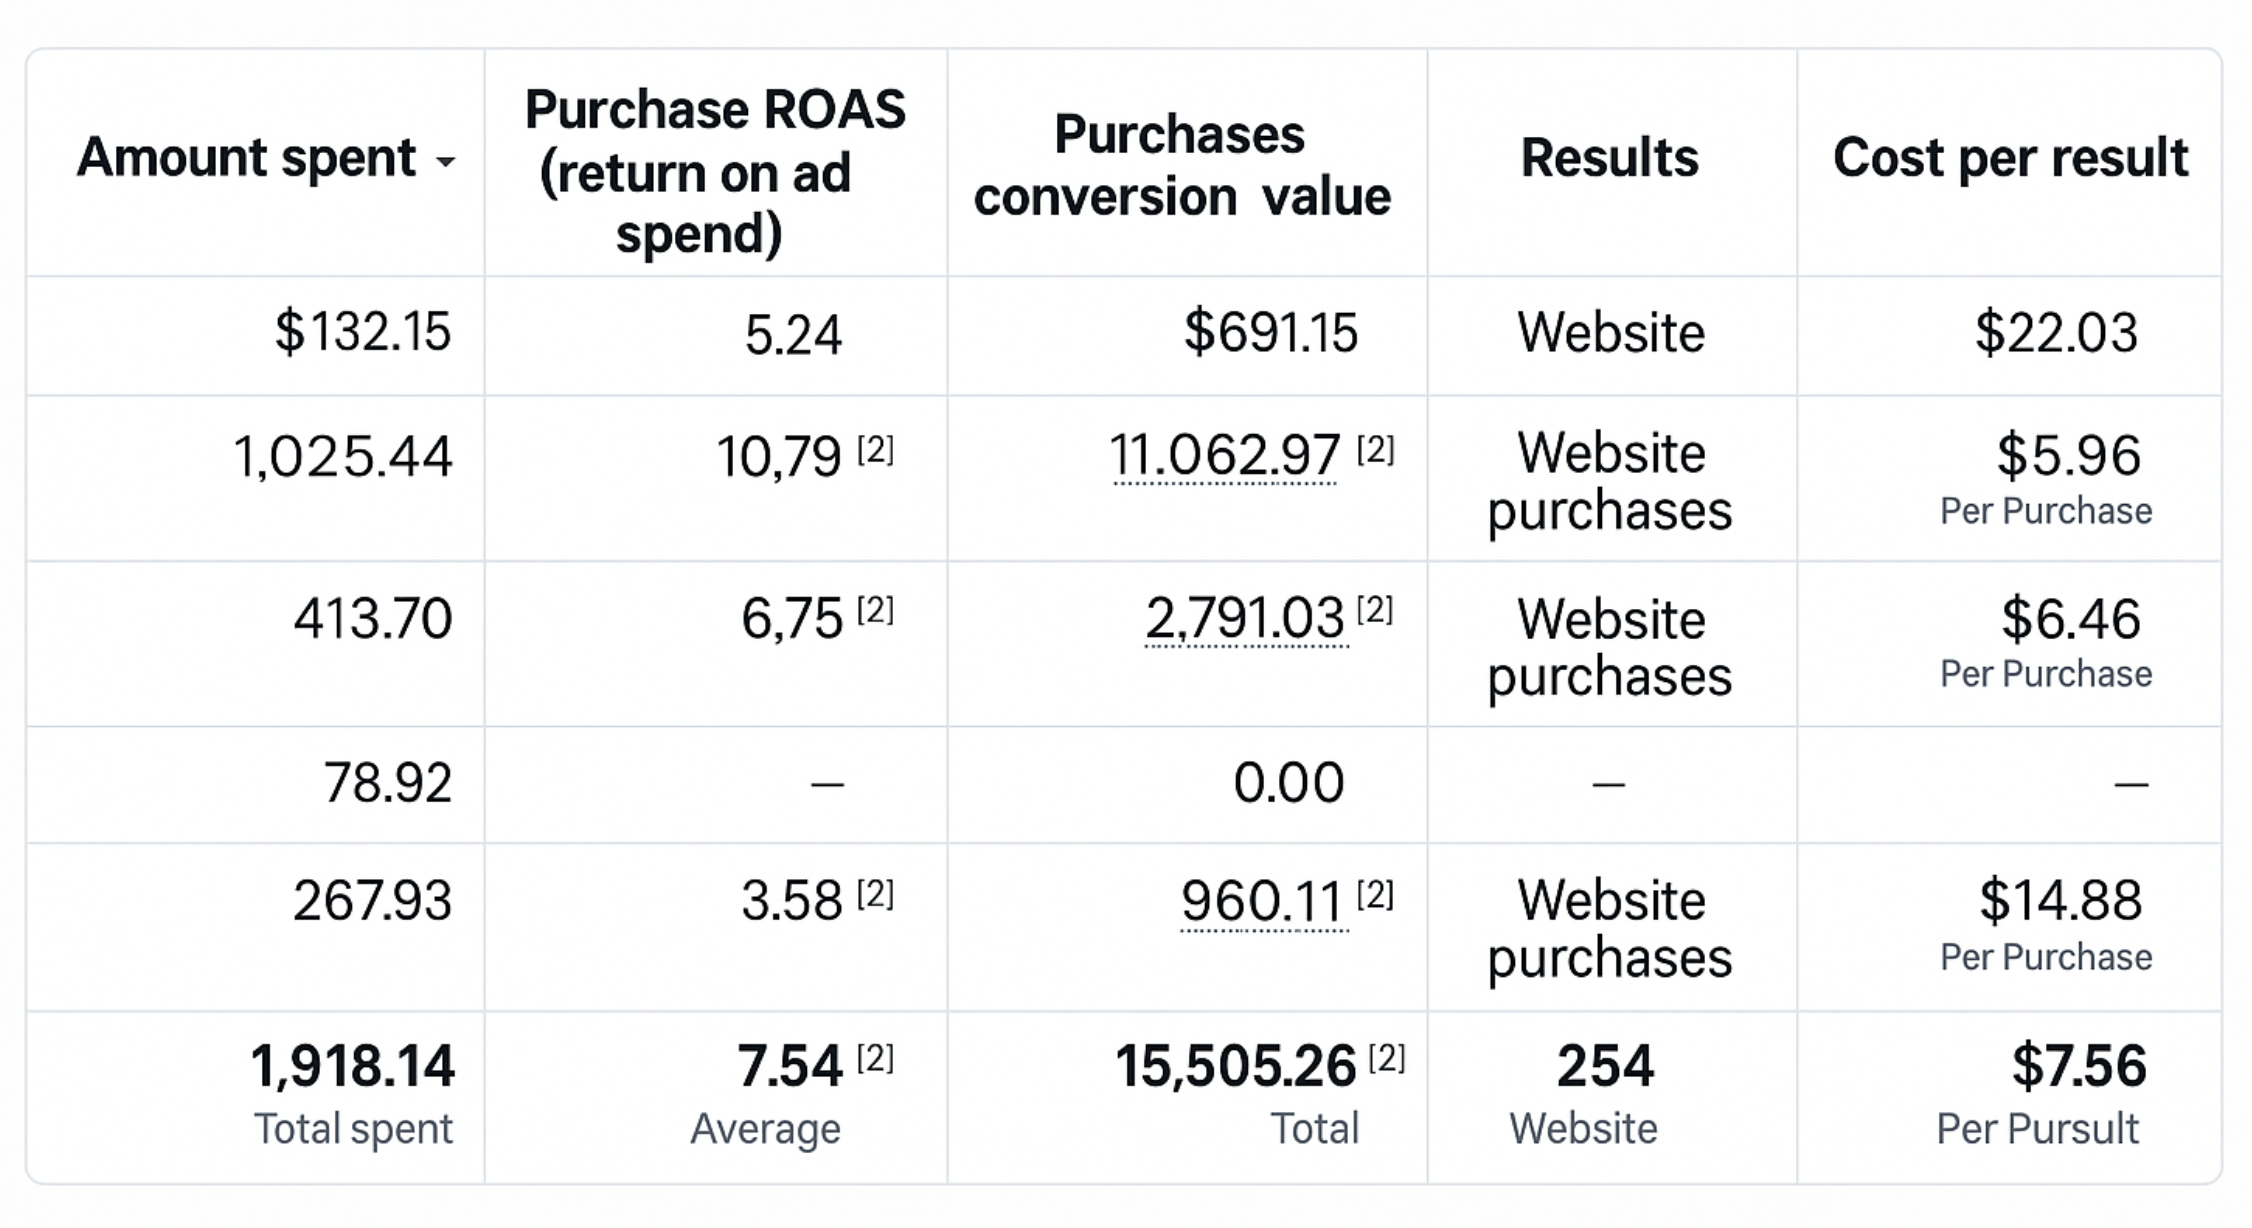 Amount spent
Purchase ROAS
(return on ad
spend)
Purchases
conversion value
Results
Cost per result
$132.15
5.24
$691.15
Website
$22.03
1,025.44
10,79 [2]
11.062.97 [2]
Website
purchases
$5.96
Per Purchase
413.70
6,75 [2]
2,791.03 [2]
Website
purchases
$6.46
Per Purchase
78.92
—
0.00
—
—
267.93
3.58 [2]
960.11 [2]
Website
purchases
$14.88
Per Purchase
1,918.14
Total spent
7.54 [2]
Average
15,505.26 [2]
Total
254
Website
$7.56
Per Pursult